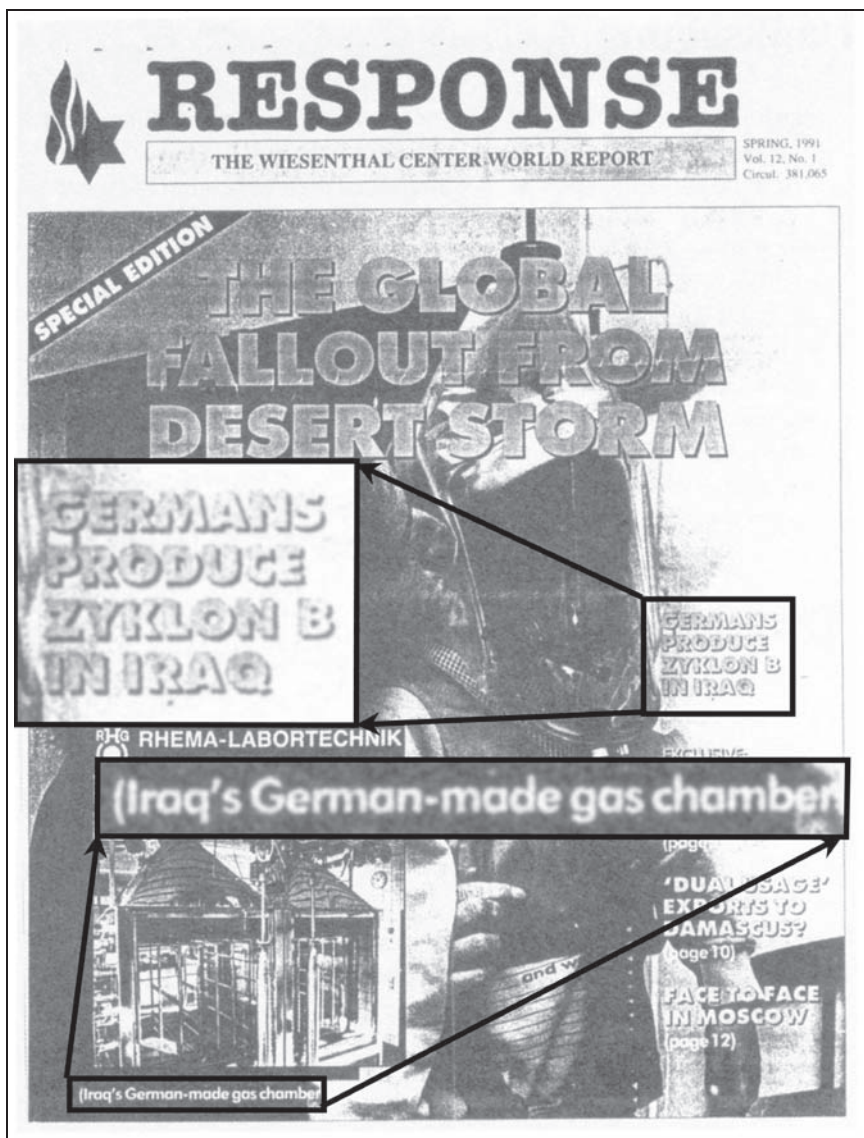 RESPONSE
THE WIESENTHAL CENTER WORLD REPORT
SPRING, 1991
Vol. 12, No. 1
Circul. 381,065
SPECIAL EDITION
THE GLOBAL
FALLOUT FROM
DESERT STORM
GERMANS
PRODUCE
ZYKLON B
IN IRAQ
GERMANS
PRODUCE
ZYKLON B
IN IRAQ
RHG
RHEMA-LABORTECHNIK
EXCLUSIVE:
(Iraq's German-made gas chamber
'DUAL USAGE'
EXPORTS TO
DAMASCUS?
(page 10)
and w
FACE TO FACE
IN MOSCOW
(page 12)
(Iraq's German-made gas chamber